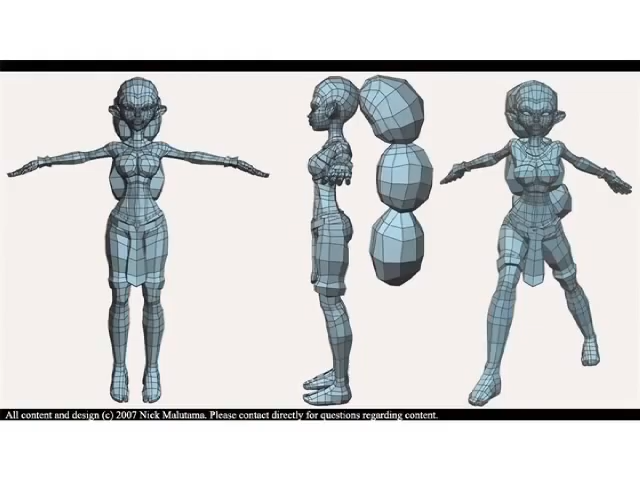 All content and design (c) 2007 Nick Malutama. Please contact directly for questions regarding content.